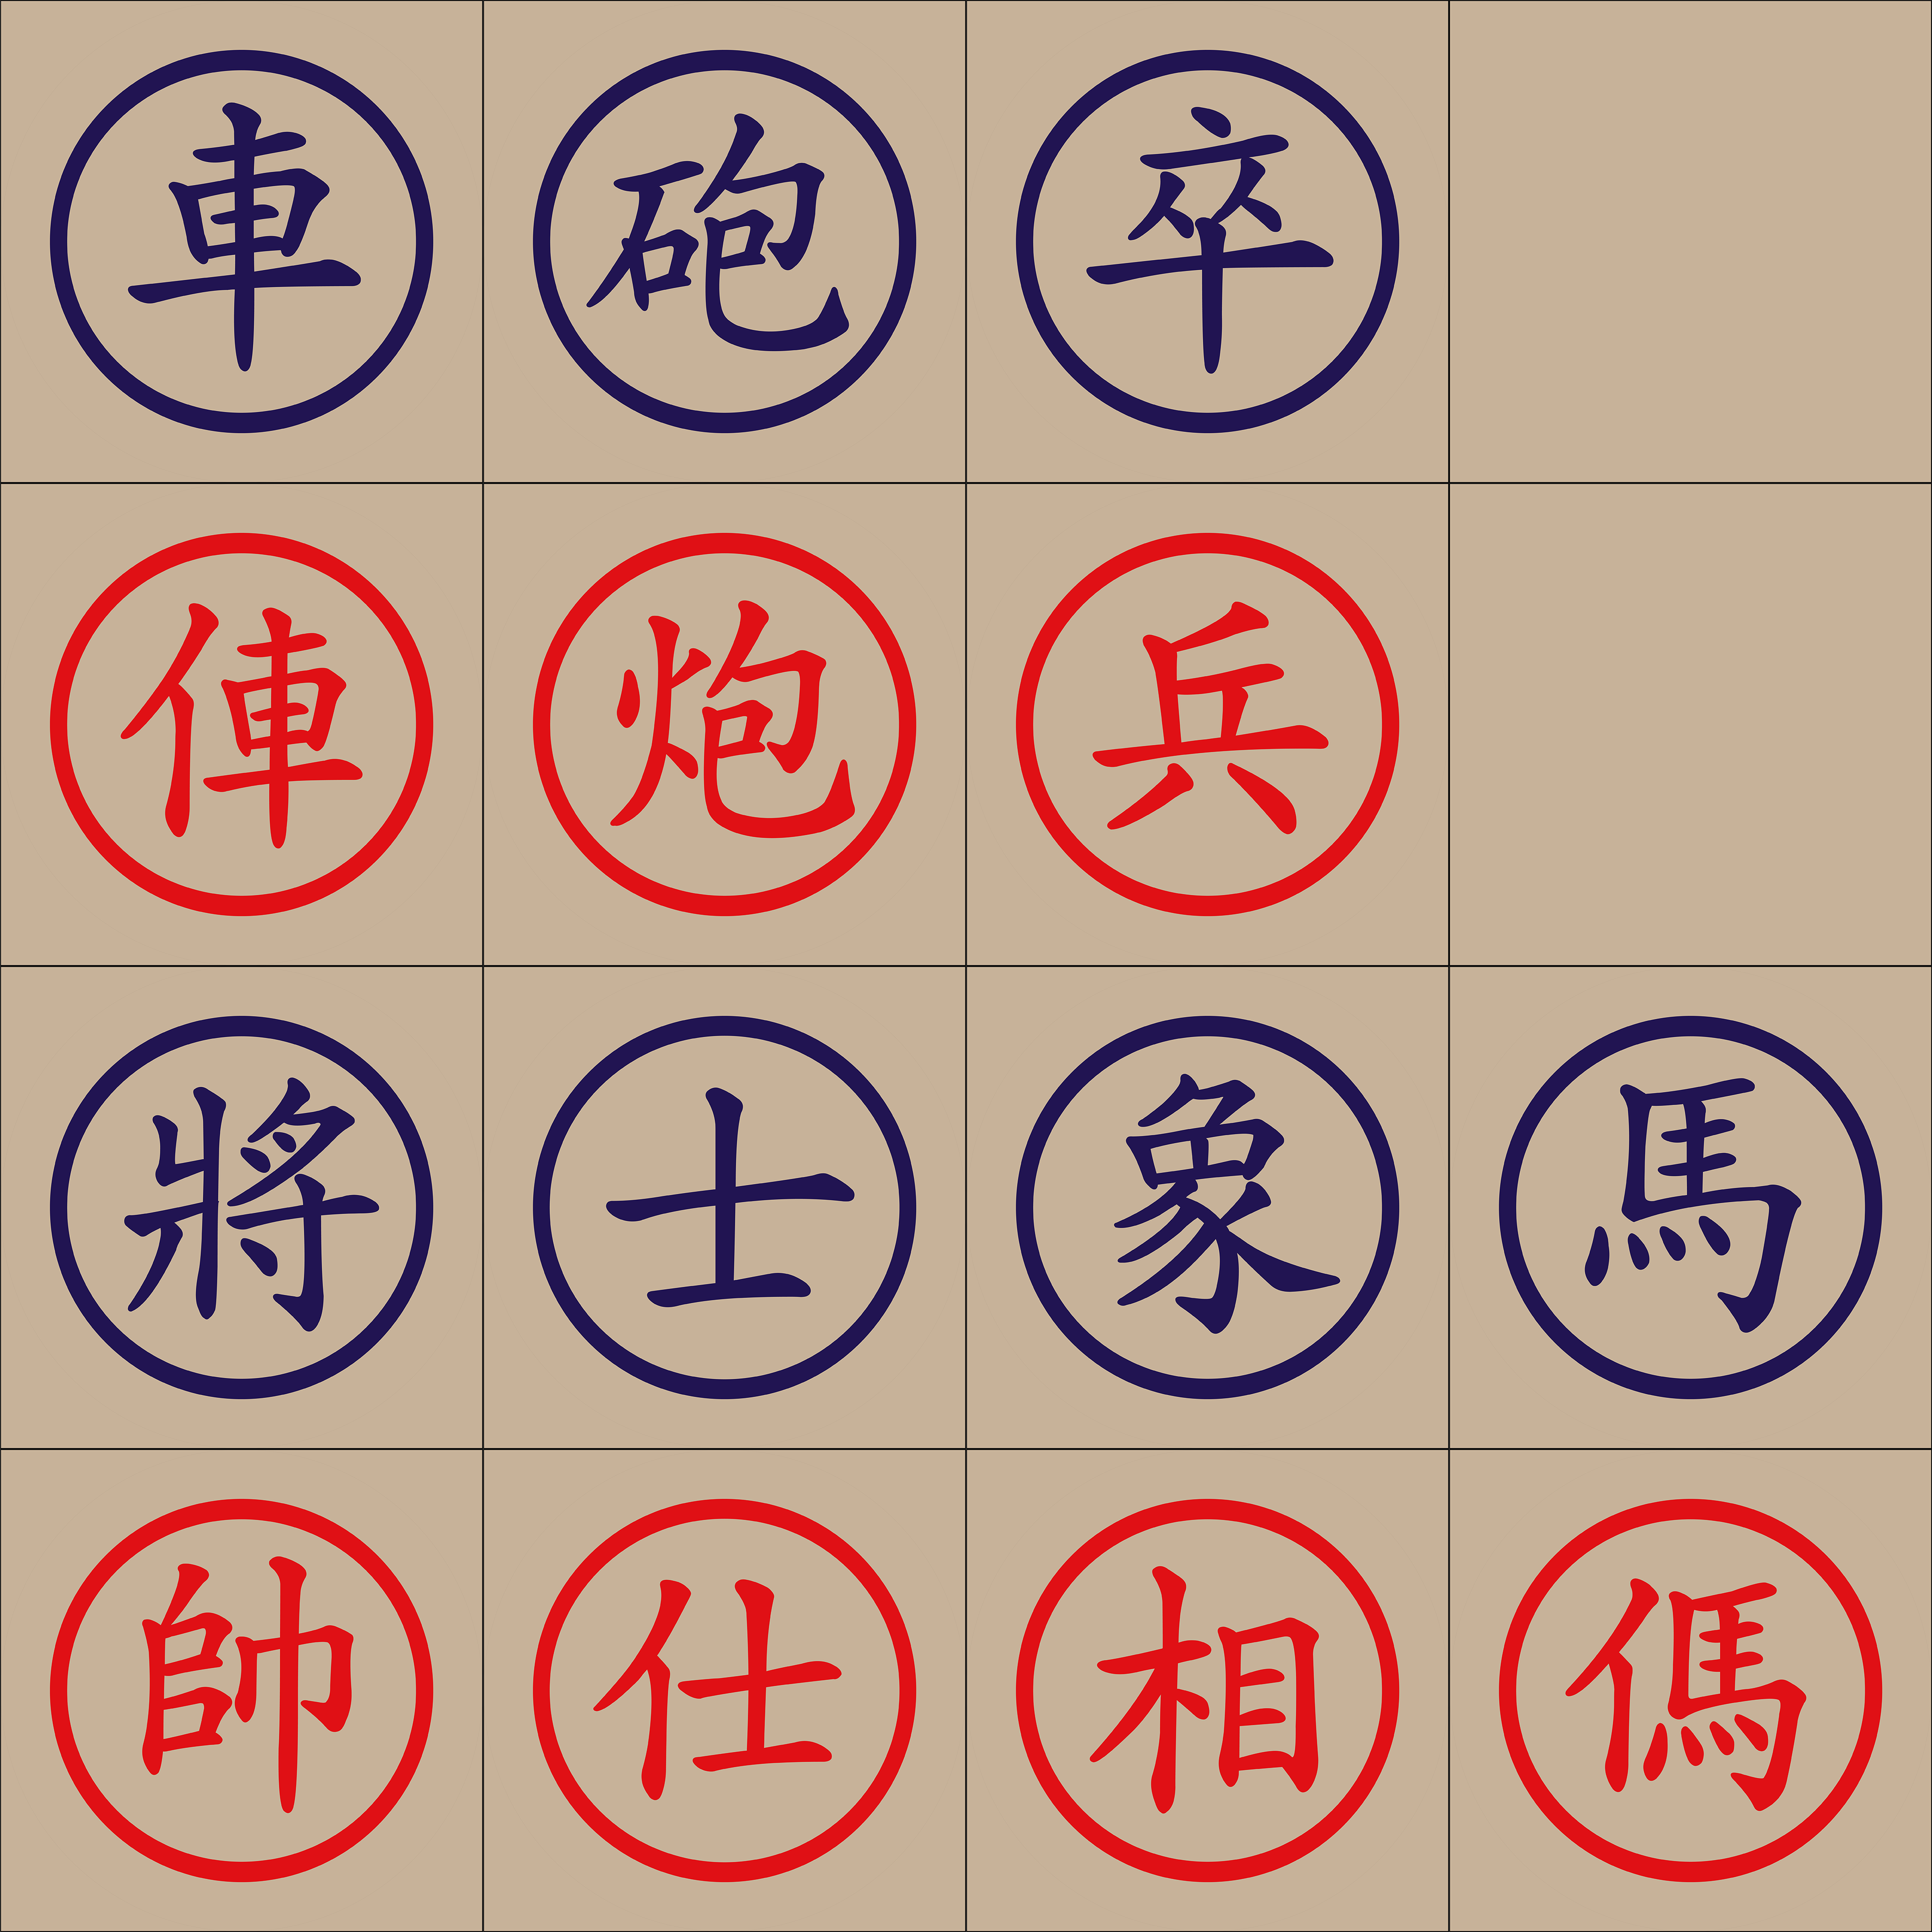 車 砲 卒
俥 炮 兵
將 士 象 馬
帥 仕 相 傌